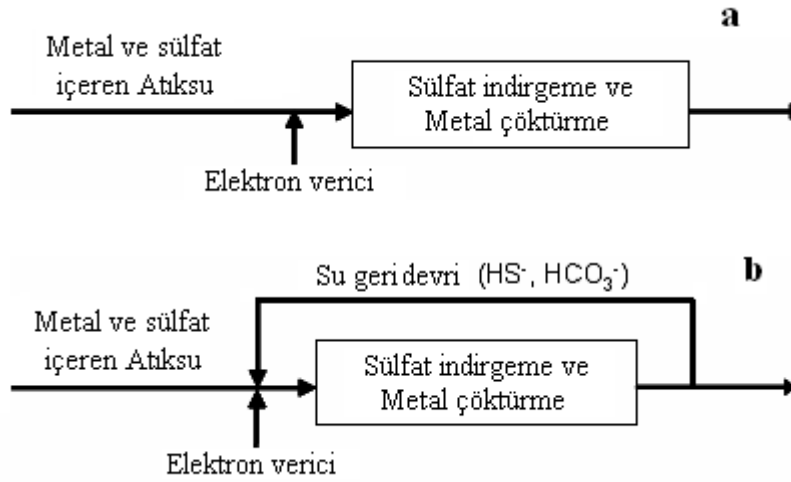 a
Metal ve sülfat
içeren Atıksu
Sülfat indirgeme ve
Metal çöktürme
Elektron verici
b
Su geri devri (HS⁻, HCO₃⁻)
Metal ve sülfat
içeren Atıksu
Sülfat indirgeme ve
Metal çöktürme
Elektron verici